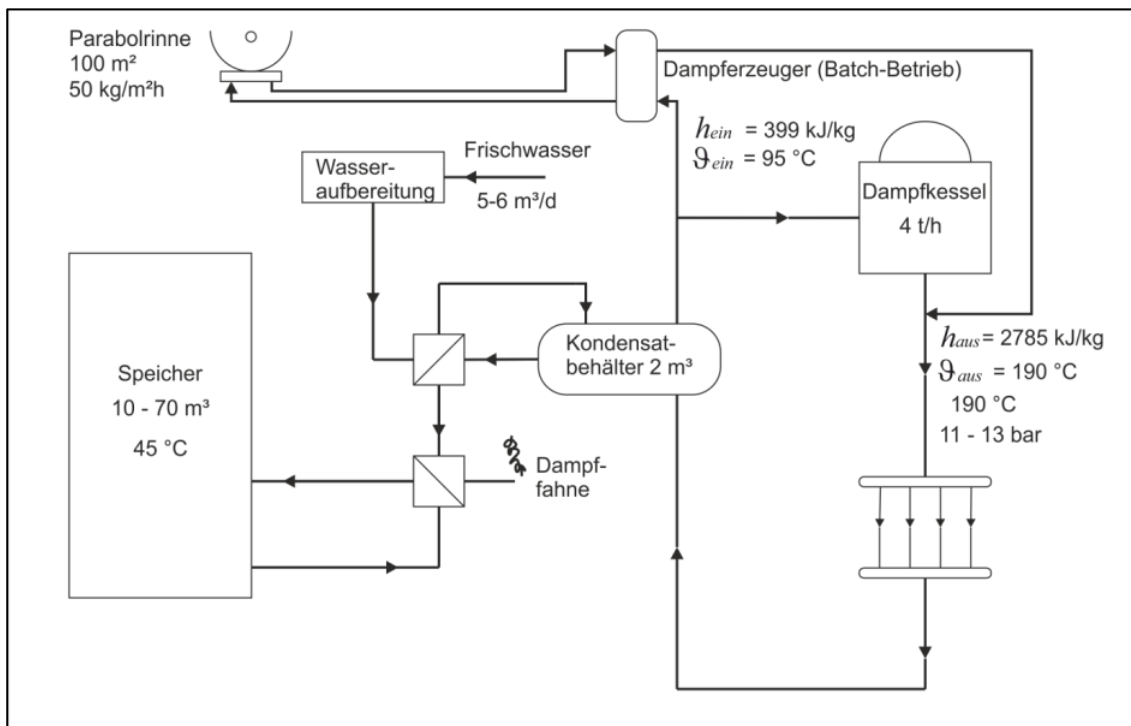 Parabolrinne
100 m²
50 kg/m²h
Dampferzeuger (Batch-Betrieb)
h_ein = 399 kJ/kg
ϑ_ein = 95 °C
Frischwasser
5-6 m³/d
Wasser-
aufbereitung
Dampfkessel
4 t/h
Speicher
10 - 70 m³
45 °C
Kondensat-
behälter 2 m³
h_aus = 2785 kJ/kg
ϑ_aus = 190 °C
190 °C
11 - 13 bar
Dampf-
fahne